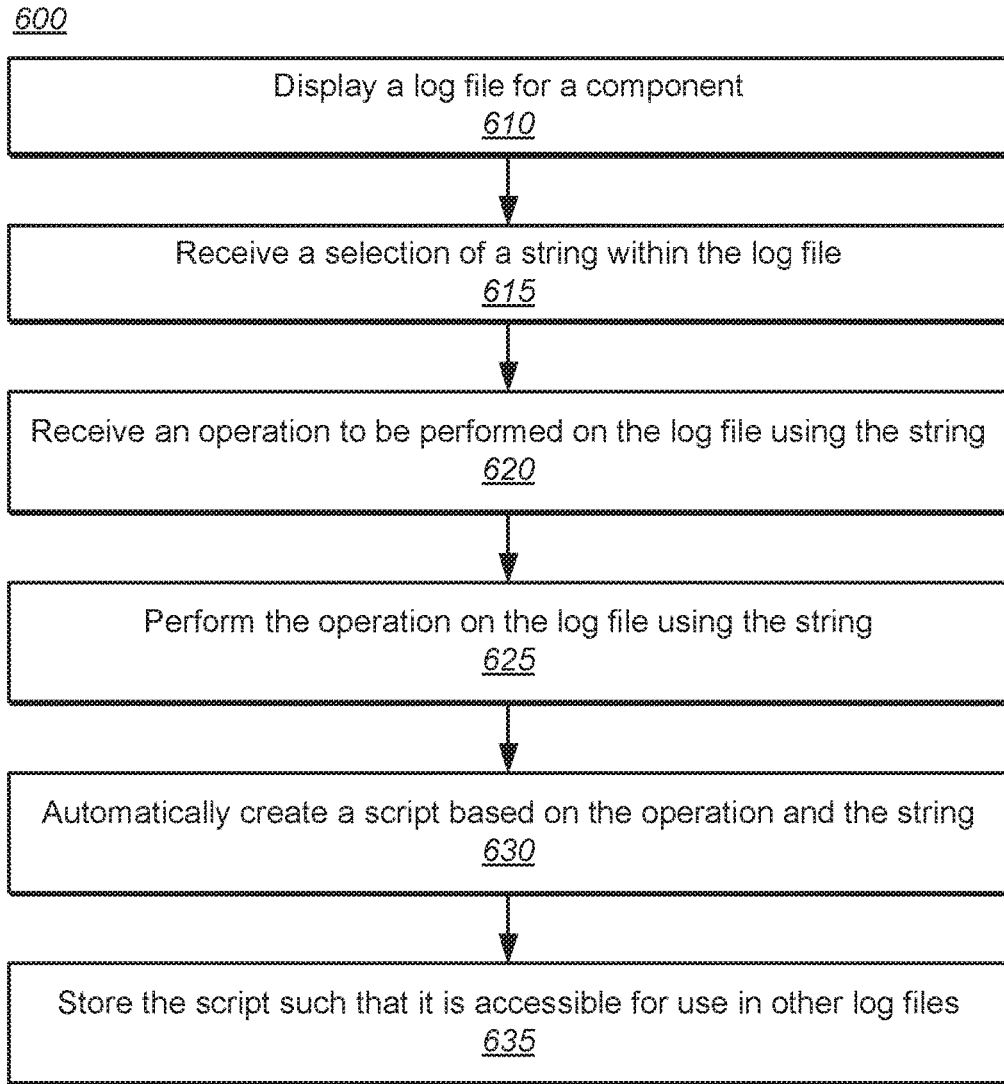 600
Display a log file for a component
610
Receive a selection of a string within the log file
615
Receive an operation to be performed on the log file using the string
620
Perform the operation on the log file using the string
625
Automatically create a script based on the operation and the string
630
Store the script such that it is accessible for use in other log files
635